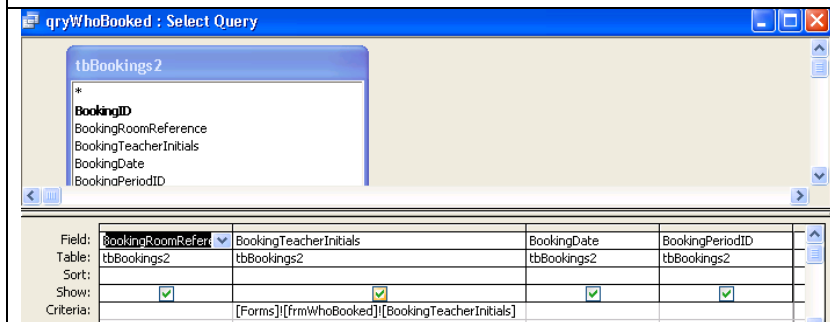 qryWhoBooked : Select Query
tbBookings2
*
BookingID
BookingRoomReference
BookingTeacherInitials
BookingDate
BookingPeriodID
Field: BookingRoomRefere BookingTeacherInitials BookingDate BookingPeriodID
Table: tbBookings2 tbBookings2 tbBookings2 tbBookings2
Sort:
Show:
Criteria: [Forms]![frmWhoBooked]![BookingTeacherInitials]